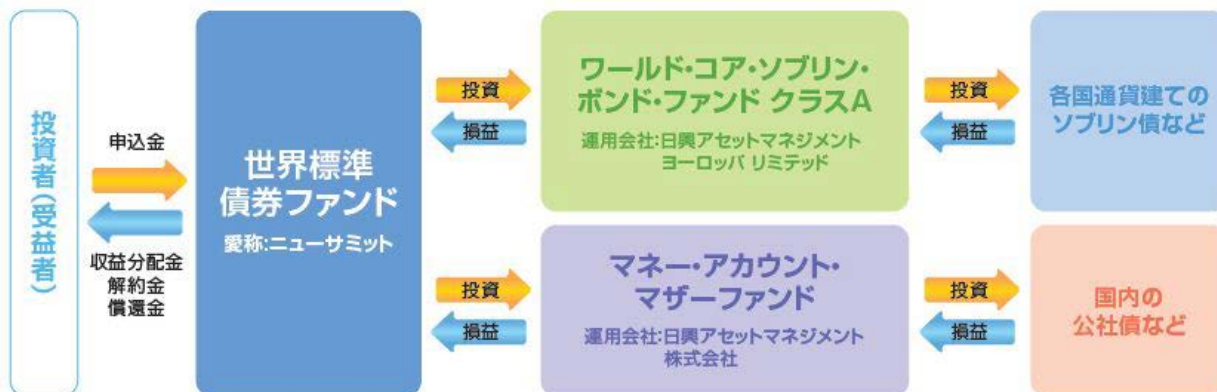 投資者(受益者)
申込金
収益分配金
解約金
償還金
世界標準
債券ファンド
愛称:ニューサミット
投資
損益
ワールド・コア・ソブリン・
ボンド・ファンド クラスA
運用会社:日興アセットマネジメント
ヨーロッパ リミテッド
投資
損益
各国通貨建ての
ソブリン債など
投資
損益
マネー・アカウント・
マザーファンド
運用会社:日興アセットマネジメント
株式会社
投資
損益
国内の
公社債など